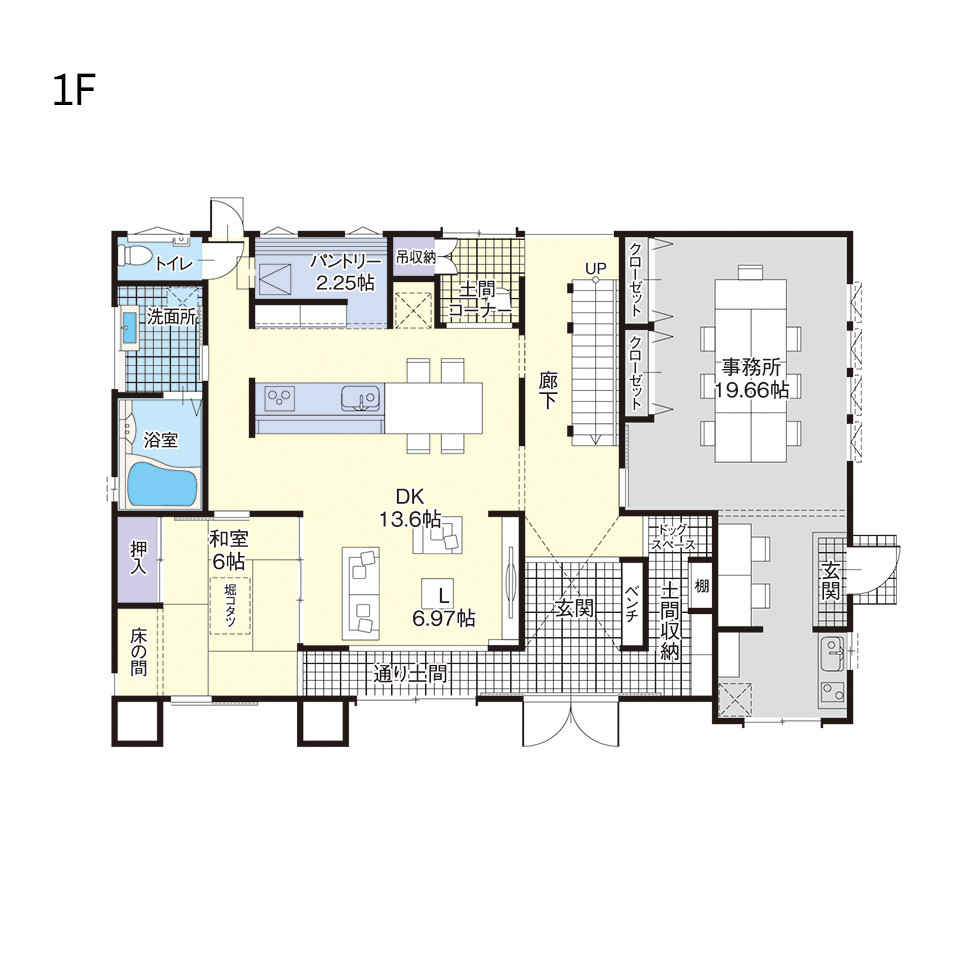 1F
トイレ
パントリー
2.25帖
吊収納
土間
コーナー
UP
クローゼット
洗面所
クローゼット
事務所
19.66帖
廊下
浴室
DK
13.6帖
押入
和室
6帖
ドッグ
スペース
堀コタツ
L
6.97帖
玄関
ベンチ
棚
玄関
土間収納
床の間
通り土間